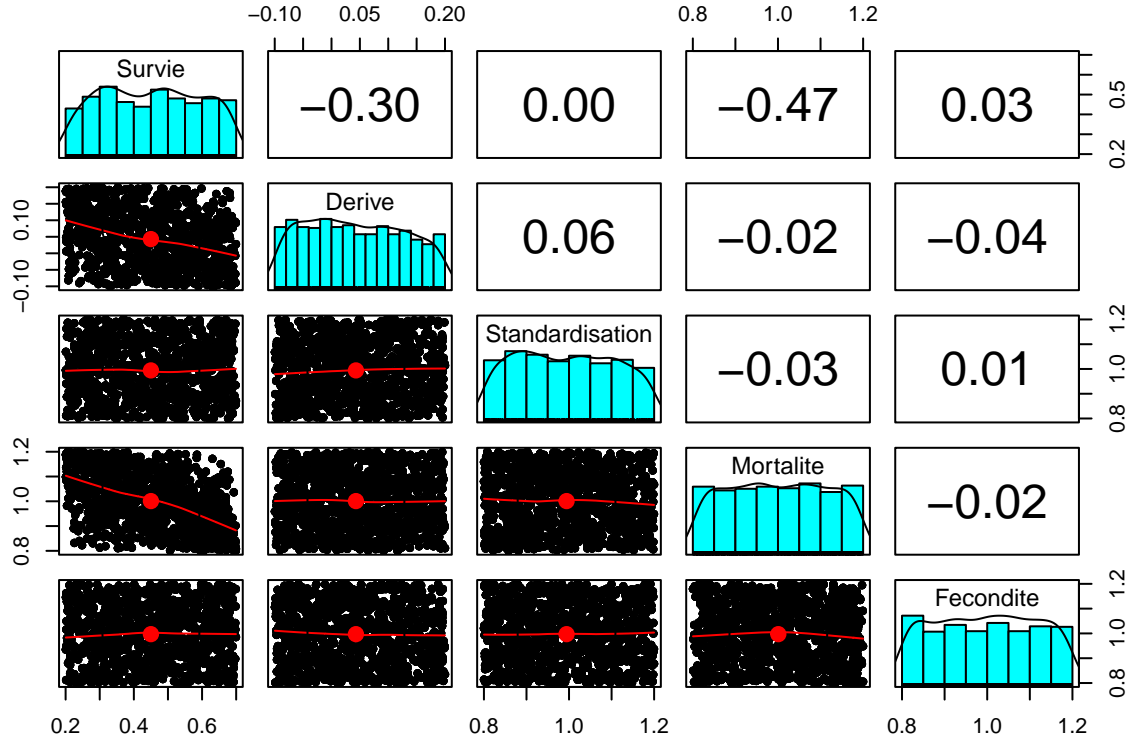 −0.10 0.05 0.20 0.8 1.0 1.2
Survie −0.30 0.00 −0.47 0.03 0.2 0.5
−0.10 0.10 Derive 0.06 −0.02 −0.04
Standardisation −0.03 0.01 0.8 1.0 1.2
0.8 1.0 1.2 Mortalite −0.02
Fecondite 0.8 1.0 1.2
0.2 0.4 0.6 0.8 1.0 1.2 0.8 1.0 1.2